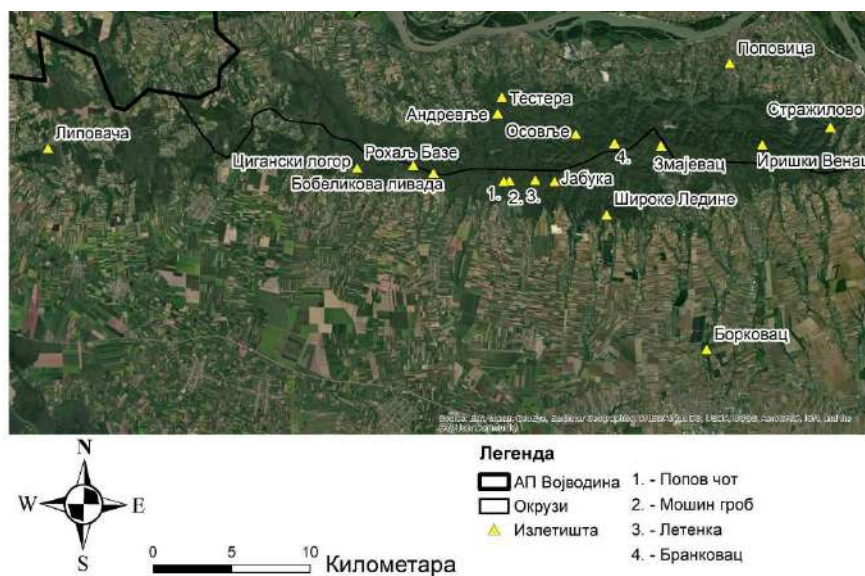 Поповица
Тестера
Стражилово
Андревље
Осовље
Липовача
4.
Змајевац
Иришки Венац
Цигански логор
Рохаљ Базе
Бобеликова ливада
Јабука
1.
2.
3.
Широке Ледине
Борковац
N
W
E
S
0
5
10
Километара
Легенда
АП Војводина
Окрузи
Излетишта
1. - Попов чот
2. - Мошин гроб
3. - Летенка
4. - Бранковац